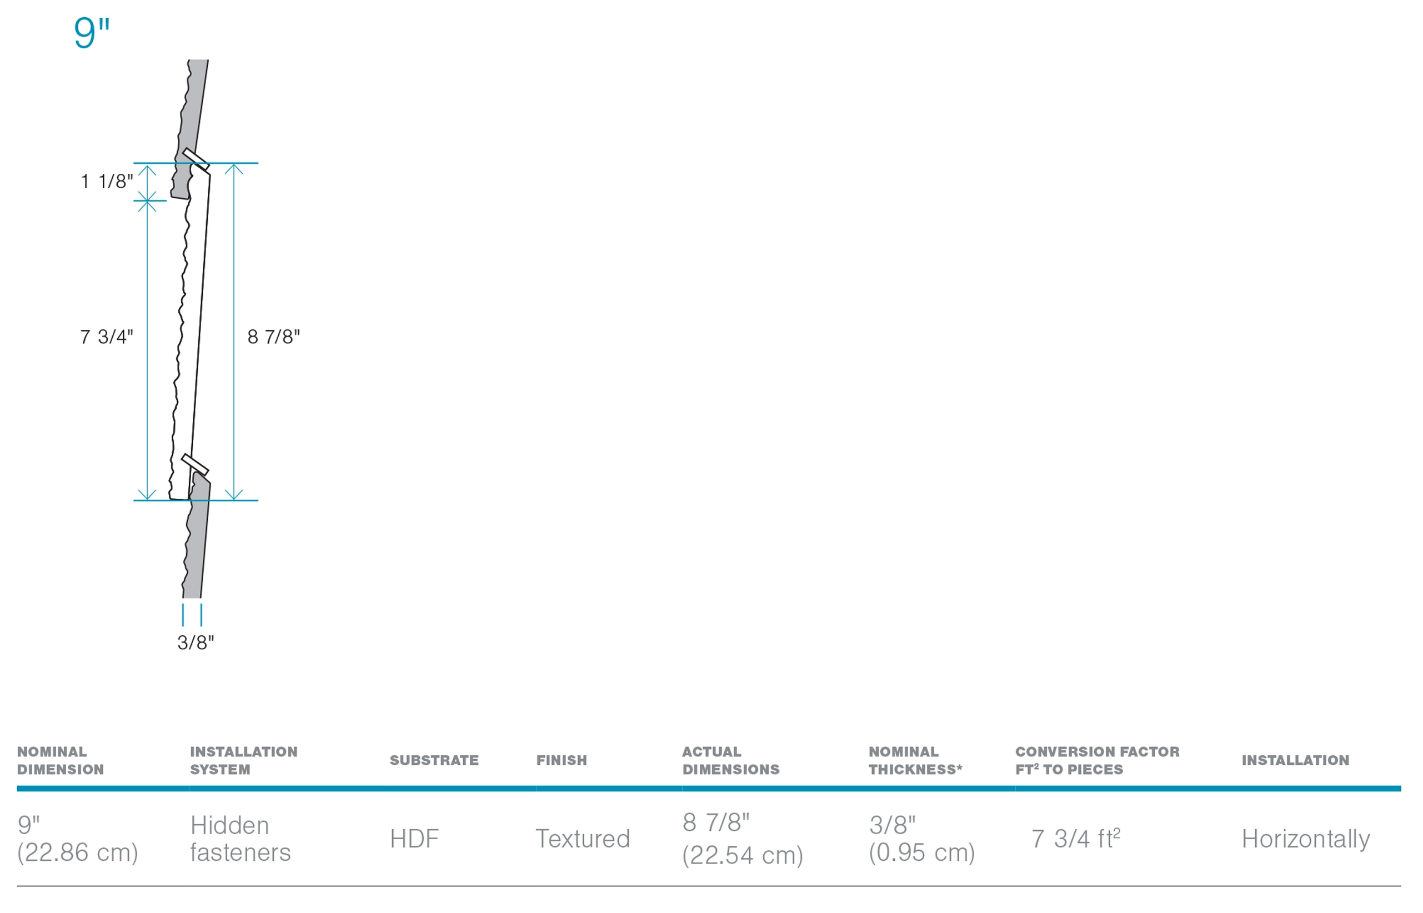 9"
1 1/8"
7 3/4"
8 7/8"
3/8"
NOMINAL
DIMENSION
INSTALLATION
SYSTEM
SUBSTRATE
FINISH
ACTUAL
DIMENSIONS
NOMINAL
THICKNESS*
CONVERSION FACTOR
FT² TO PIECES
INSTALLATION
9"
(22.86 cm)
Hidden
fasteners
HDF
Textured
8 7/8"
(22.54 cm)
3/8"
(0.95 cm)
7 3/4 ft²
Horizontally